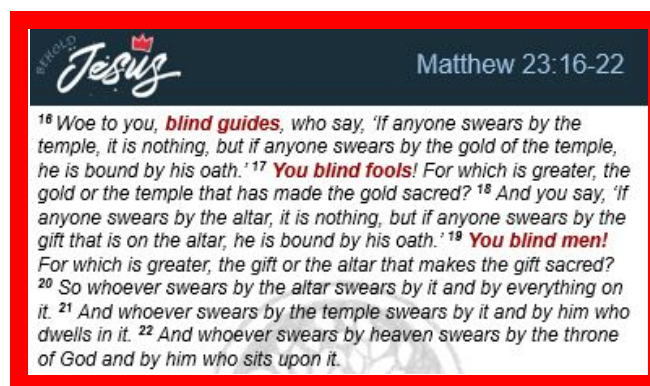 BEHOLD
Jesus
Matthew 23:16-22
16 Woe to you, blind guides, who say, ‘If anyone swears by the
temple, it is nothing, but if anyone swears by the gold of the temple,
he is bound by his oath.’ 17 You blind fools! For which is greater, the
gold or the temple that has made the gold sacred? 18 And you say, ‘If
anyone swears by the altar, it is nothing, but if anyone swears by the
gift that is on the altar, he is bound by his oath.’ 19 You blind men!
For which is greater, the gift or the altar that makes the gift sacred?
20 So whoever swears by the altar swears by it and by everything on
it. 21 And whoever swears by the temple swears by it and by him who
dwells in it. 22 And whoever swears by heaven swears by the throne
of God and by him who sits upon it.